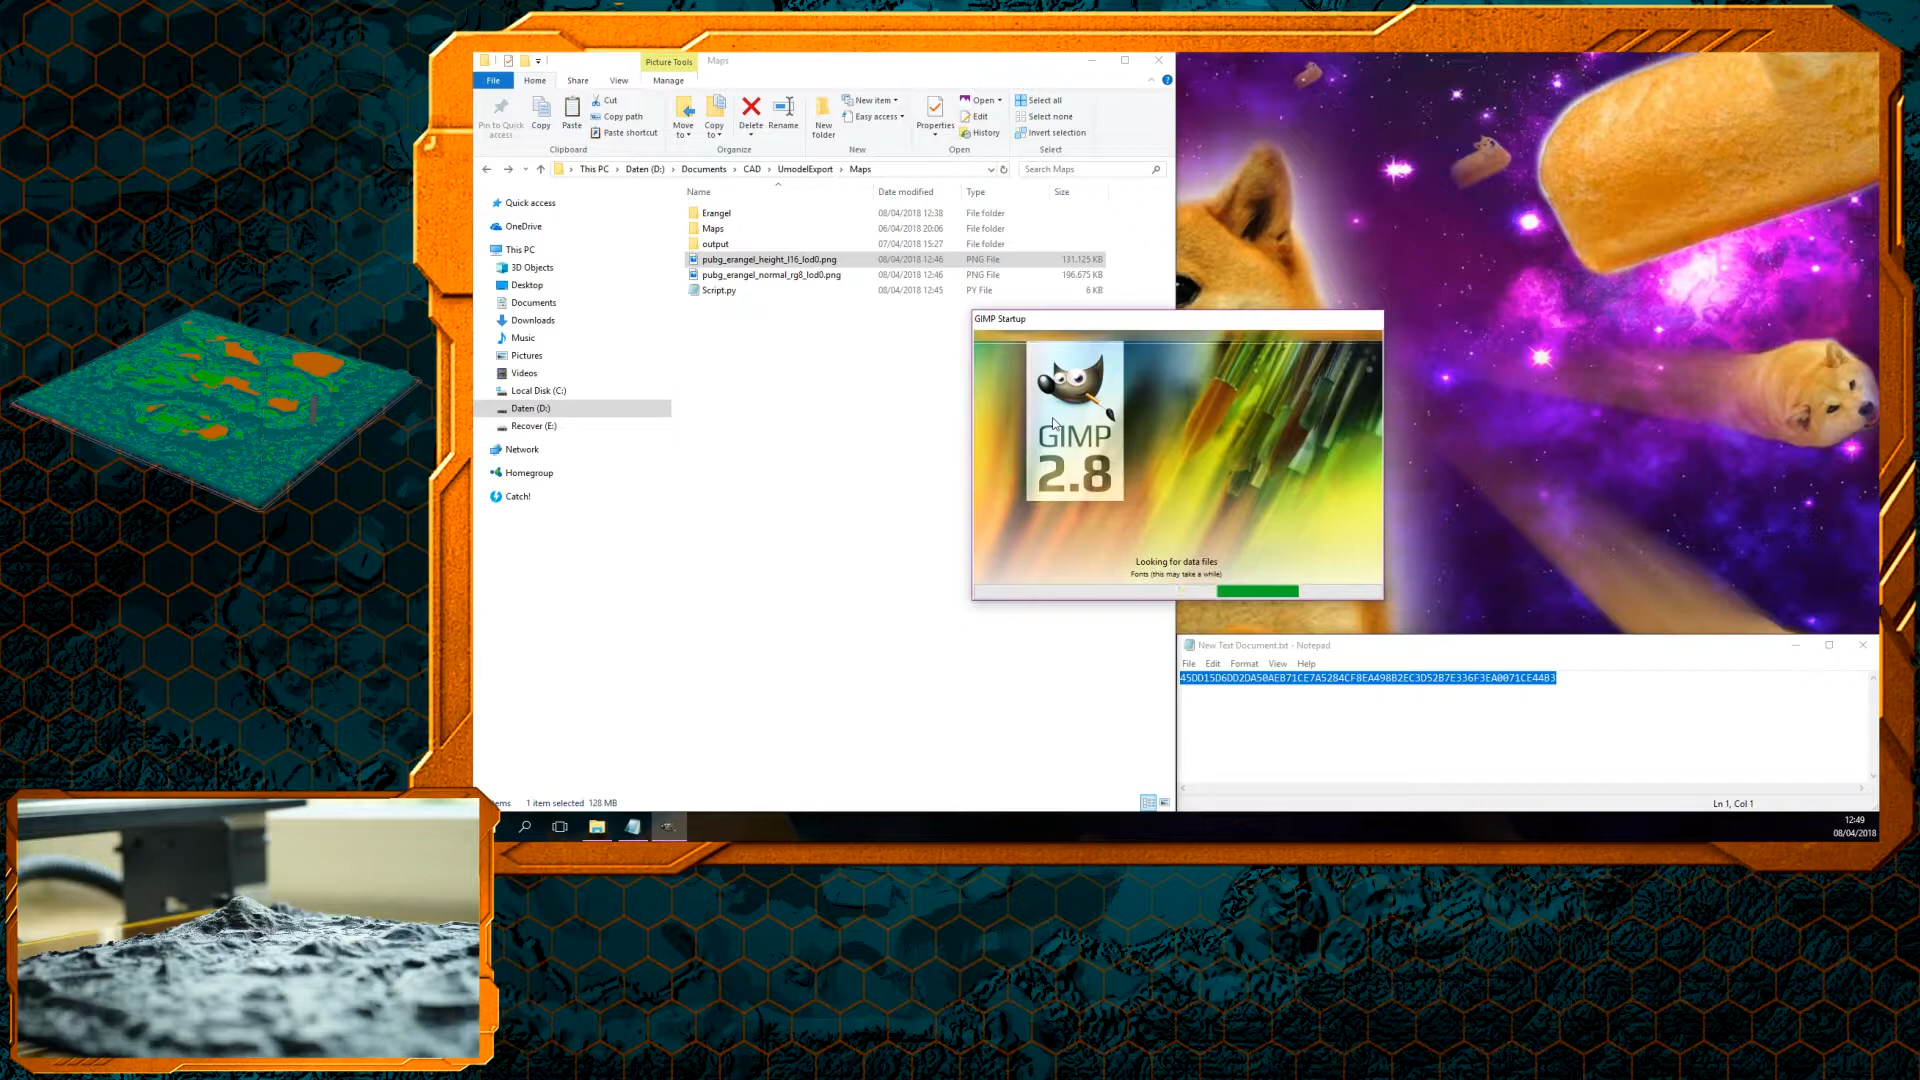 Picture Tools
Maps
File
Home
Share
View
Manage
Pin to Quick access
Copy
Paste
Cut
Copy path
Paste shortcut
Clipboard
Move to
Copy to
Delete
Rename
Organize
New folder
New item
Easy access
New
Properties
Open
Edit
History
Open
Select all
Select none
Invert selection
Select
This PC
Daten (D:)
Documents
CAD
UmodelExport
Maps
Search Maps
Name
Date modified
Type
Size
Quick access
OneDrive
This PC
3D Objects
Desktop
Documents
Downloads
Music
Pictures
Videos
Local Disk (C:)
Daten (D:)
Recover (E:)
Network
Homegroup
Catch!
Erangel 08/04/2018 12:38 File folder
Maps 06/04/2018 20:06 File folder
output 07/04/2018 15:27 File folder
pubg_erangel_height_l16_lod0.png 08/04/2018 12:46 PNG File 131.125 KB
pubg_erangel_normal_rg8_lod0.png 08/04/2018 12:46 PNG File 196.675 KB
Script.py 08/04/2018 12:45 PY File 6 KB
GIMP Startup
GIMP
2.8
Looking for data files
Fonts (this may take a while)
New Text Document.txt - Notepad
File Edit Format View Help
45DD15D6DD2DA50AEB71CE7A5284CF8EA498B2EC3D52B7E336F3EA0071CE44B3
Ln 1, Col 1
1 item selected 128 MB
12:49
08/04/2018